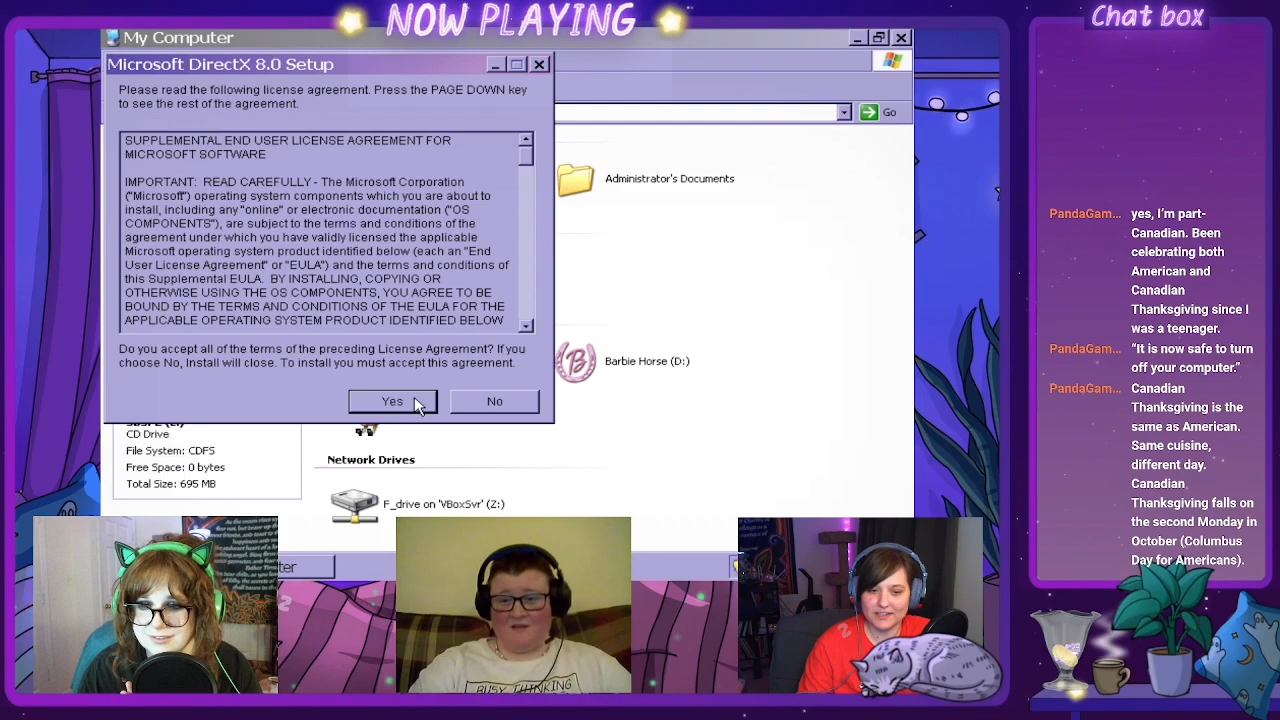 NOW PLAYING
Chat box
My Computer
Microsoft DirectX 8.0 Setup
Please read the following license agreement. Press the PAGE DOWN key
to see the rest of the agreement.
SUPPLEMENTAL END USER LICENSE AGREEMENT FOR
MICROSOFT SOFTWARE
IMPORTANT: READ CAREFULLY - The Microsoft Corporation
("Microsoft") operating system components which you are about to
install, including any "online" or electronic documentation ("OS
COMPONENTS"), are subject to the terms and conditions of the
agreement under which you have validly licensed the applicable
Microsoft operating system product identified below (each an "End
User License Agreement" or "EULA") and the terms and conditions of
this Supplemental EULA. BY INSTALLING, COPYING OR
OTHERWISE USING THE OS COMPONENTS, YOU AGREE TO BE
BOUND BY THE TERMS AND CONDITIONS OF THE EULA FOR THE
APPLICABLE OPERATING SYSTEM PRODUCT IDENTIFIED BELOW
Do you accept all of the terms of the preceding License Agreement? If you
choose No, Install will close. To install you must accept this agreement.
Yes
No
Go
Administrator's Documents
Barbie Horse (D:)
CD Drive
File System: CDFS
Free Space: 0 bytes
Total Size: 695 MB
Network Drives
F_drive on 'VBoxSvr' (Z:)
BUSY THINKING
PandaGam... yes, I'm part-
Canadian. Been
celebrating both
American and
Canadian
Thanksgiving since I
was a teenager.
PandaGam... "It is now safe to turn
off your computer."
PandaGam... Canadian
Thanksgiving is the
same as American.
Same cuisine,
different day.
Canadian
Thanksgiving falls on
the second Monday in
October (Columbus
Day for Americans).